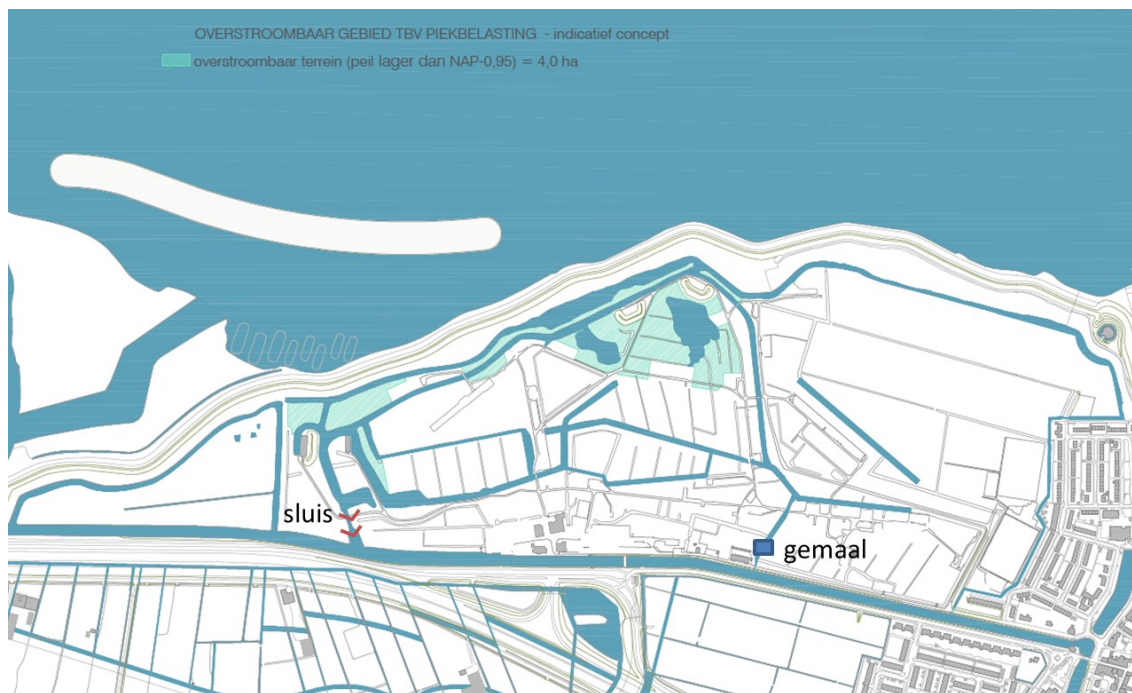 OVERSTROOMBAAR GEBIED TBV PIEKBELASTING - indicatief concept
overstroombaar terrein (peil lager dan NAP-0,95) = 4,0 ha
sluis
gemaal